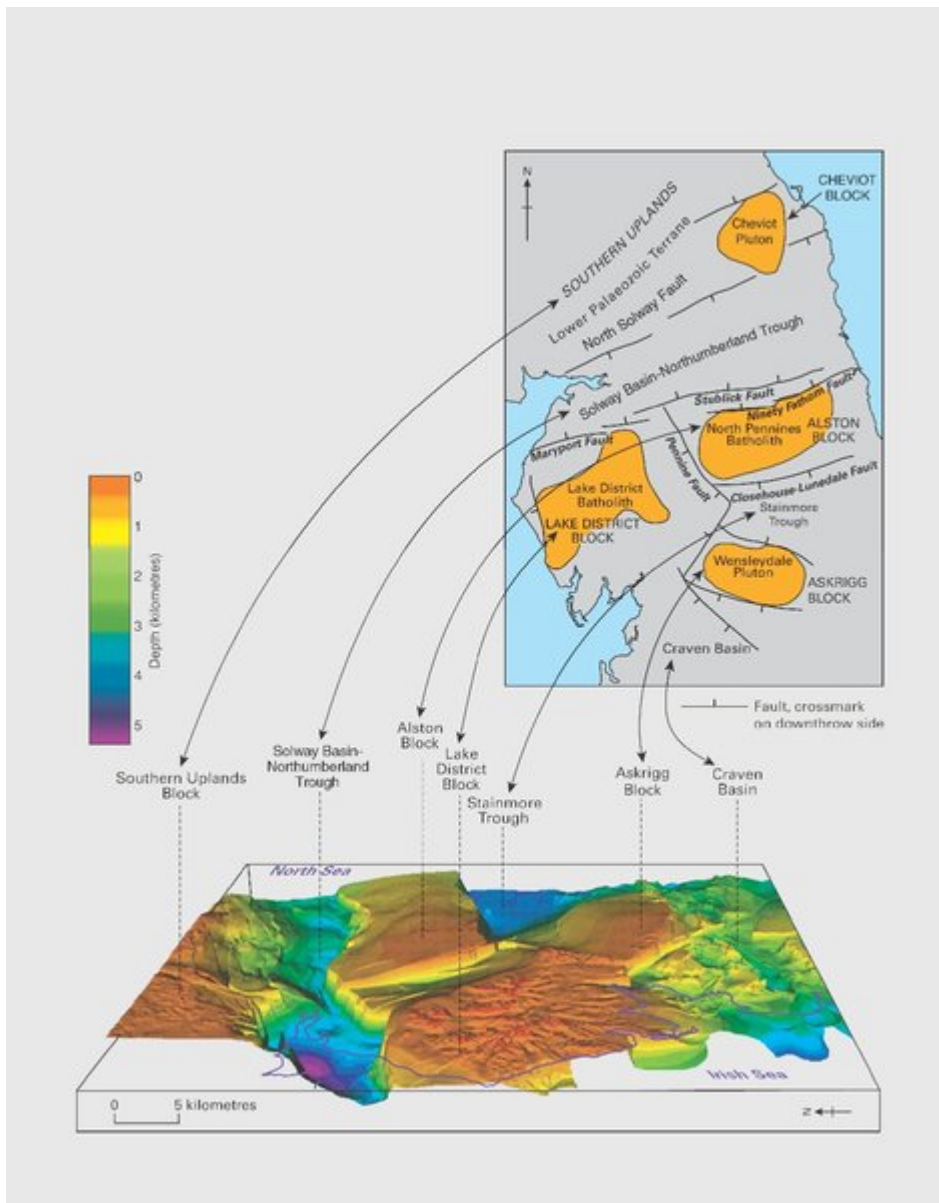 N
CHEVIOT
BLOCK
Cheviot
Pluton
SOUTHERN UPLANDS
Lower Palaeozoic Terrane
North Solway Fault
Solway Basin-Northumberland Trough
Stublick Fault
Ninety Fathom Fault
Maryport Fault
North Pennines
Batholith
ALSTON
BLOCK
Pennine Fault
Closehouse-Lunedale Fault
Lake District
Batholith
LAKE DISTRICT
BLOCK
Stainmore
Trough
Wensleydale
Pluton
ASKRIGG
BLOCK
Craven Basin
Fault, crossmark
on downthrow side
0
1
2
3
4
5
Depth (kilometres)
Southern Uplands
Block
Solway Basin-
Northumberland
Trough
Alston
Block
Lake
District
Block
Stainmore
Trough
Askrigg
Block
Craven
Basin
North Sea
Irish Sea
0 5 kilometres
N